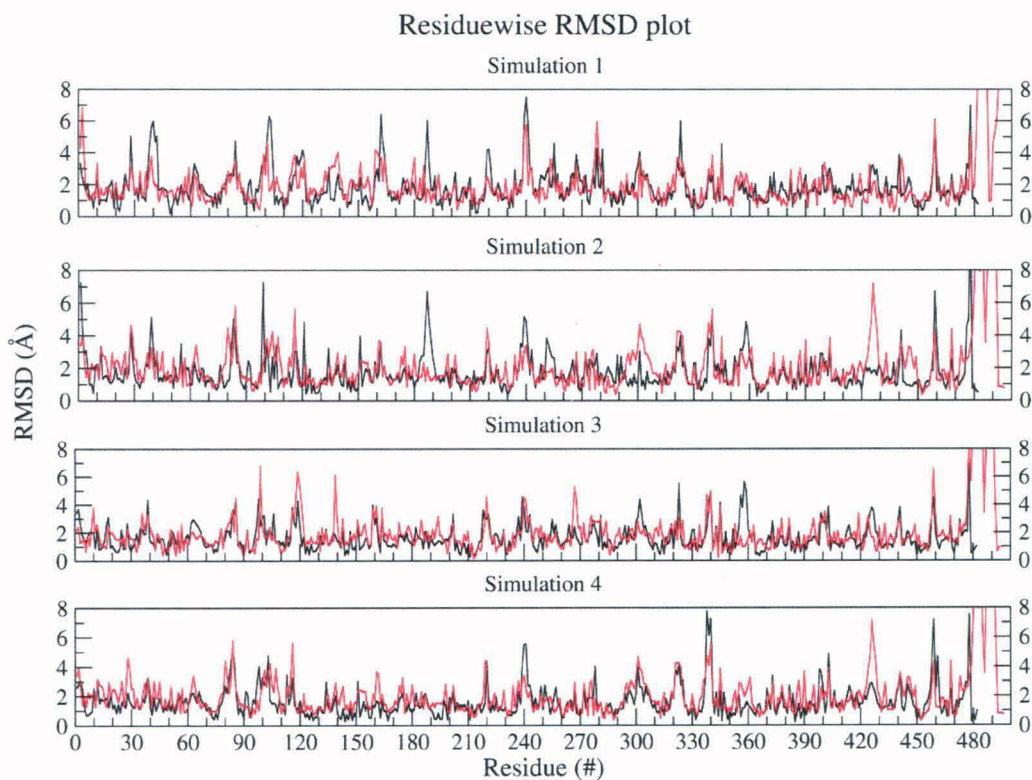 Residuewise RMSD plot
Simulation 1
8 8
6 6
4 4
2 2
0 0
Simulation 2
8 8
6 6
4 4
2 2
0 0
Simulation 3
8 8
6 6
4 4
2 2
0 0
Simulation 4
8 8
6 6
4 4
2 2
0 0
RMSD (Å)
0 30 60 90 120 150 180 210 240 270 300 330 360 390 420 450 480
Residue (#)